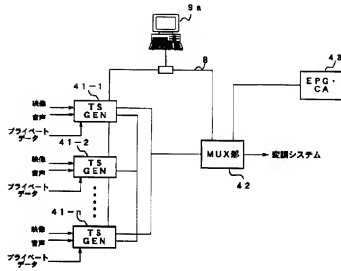 9a
8
43
EPG・
CA
41-1
映像
音声
TS
GEN
プライベート
データ
41-2
映像
音声
TS
GEN
プライベート
データ
MUX部
変調システム
42
41-n
映像
音声
TS
GEN
プライベート
データ